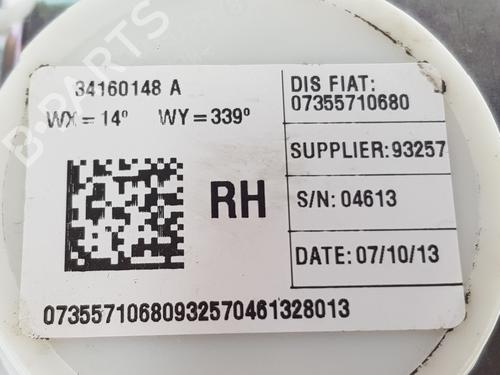 34160148 A
WX = 14° WY = 339°
RH
DIS FIAT:
07355710680
SUPPLIER: 93257
S/N: 04613
DATE: 07/10/13
07355710680932570461328013
B-PARTS